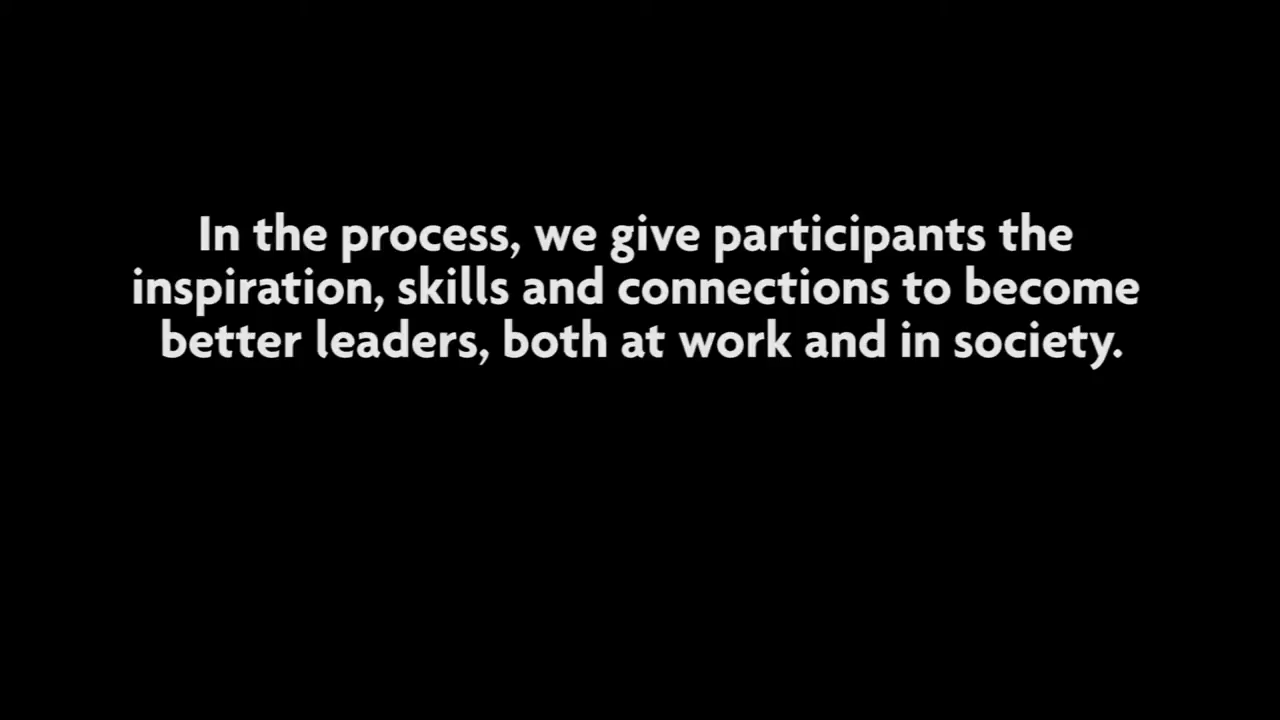 In the process, we give participants the
inspiration, skills and connections to become
better leaders, both at work and in society.